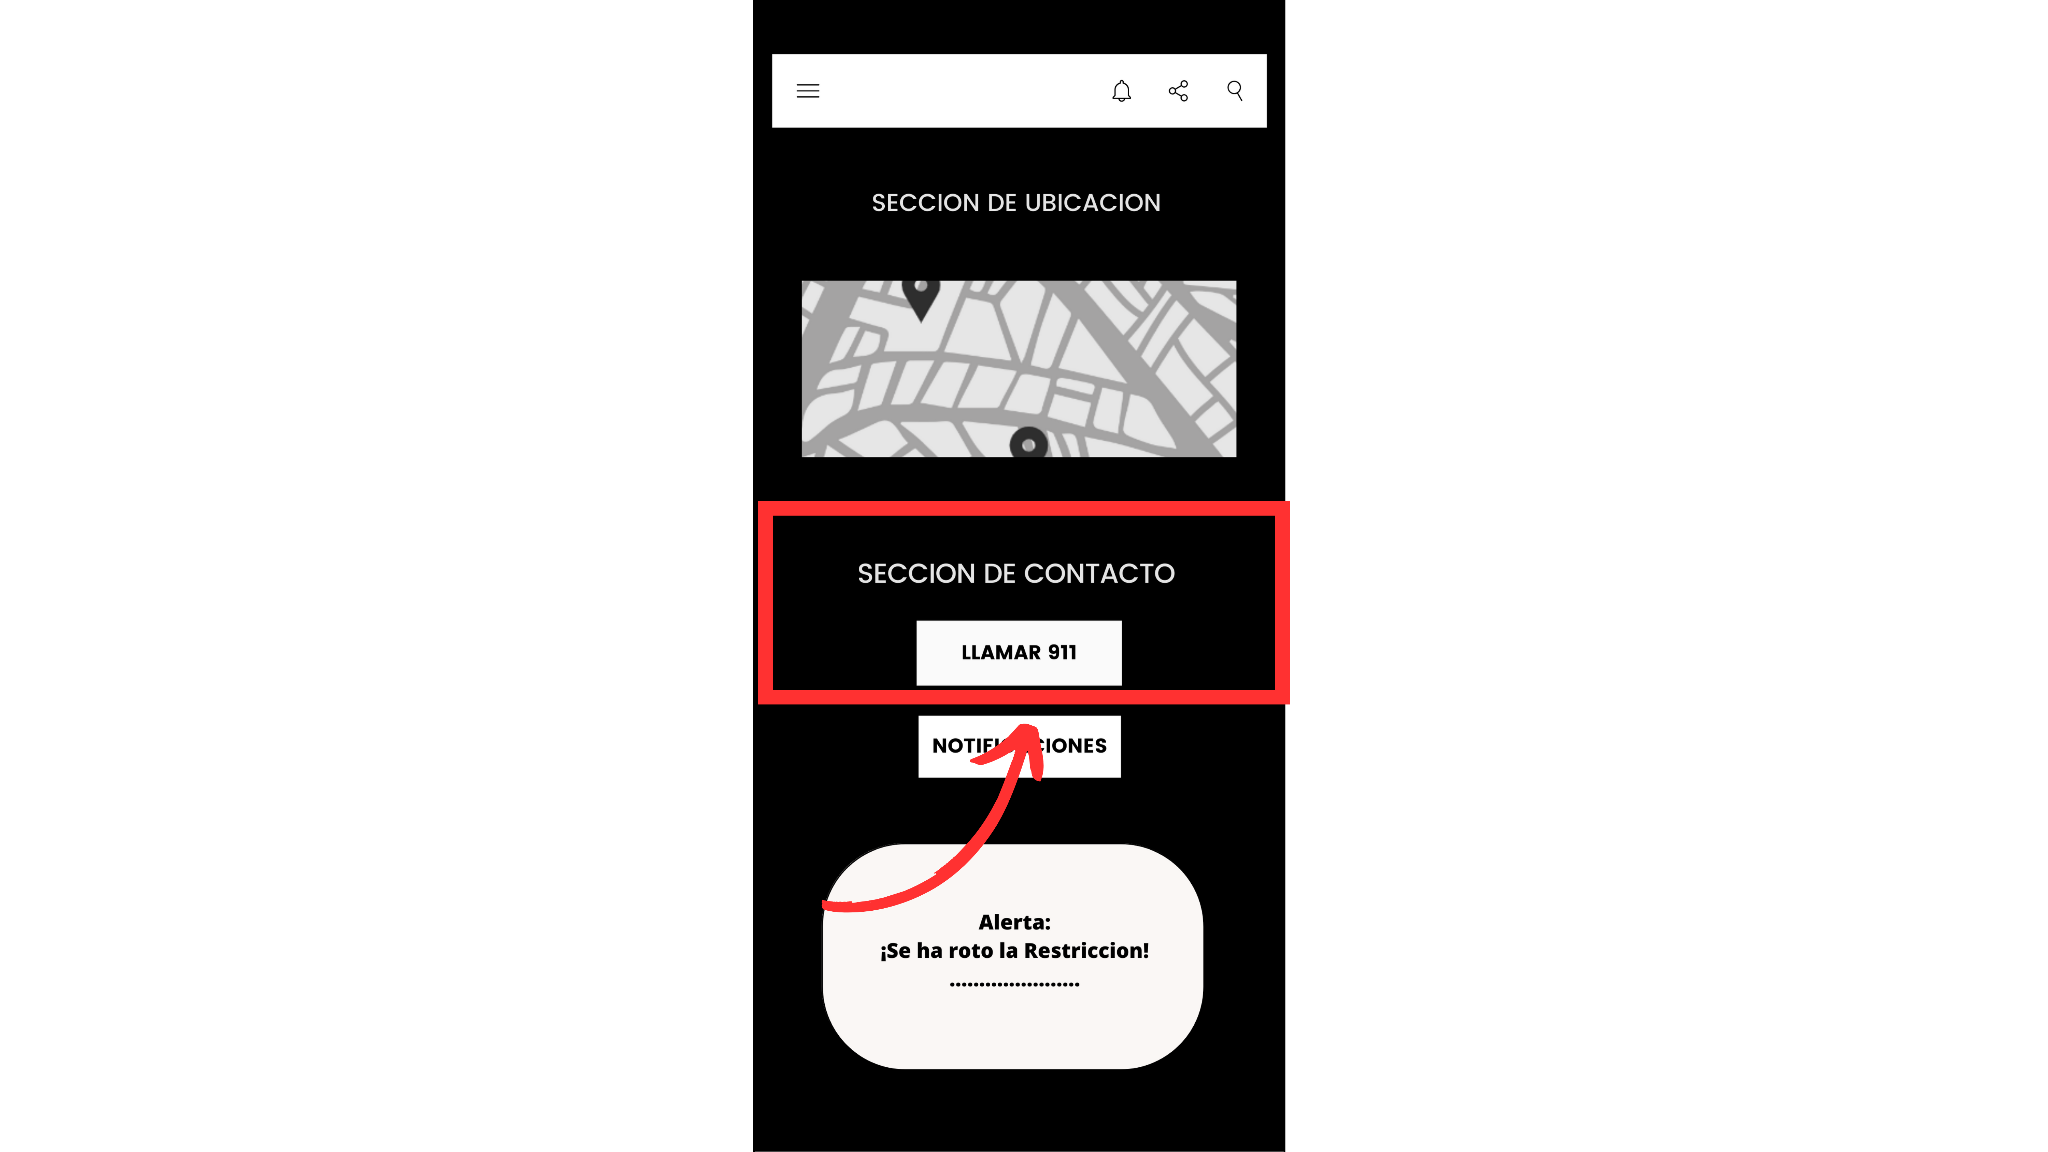 SECCION DE UBICACION
SECCION DE CONTACTO
LLAMAR 911
Alerta:
¡Se ha roto la Restriccion!
......................